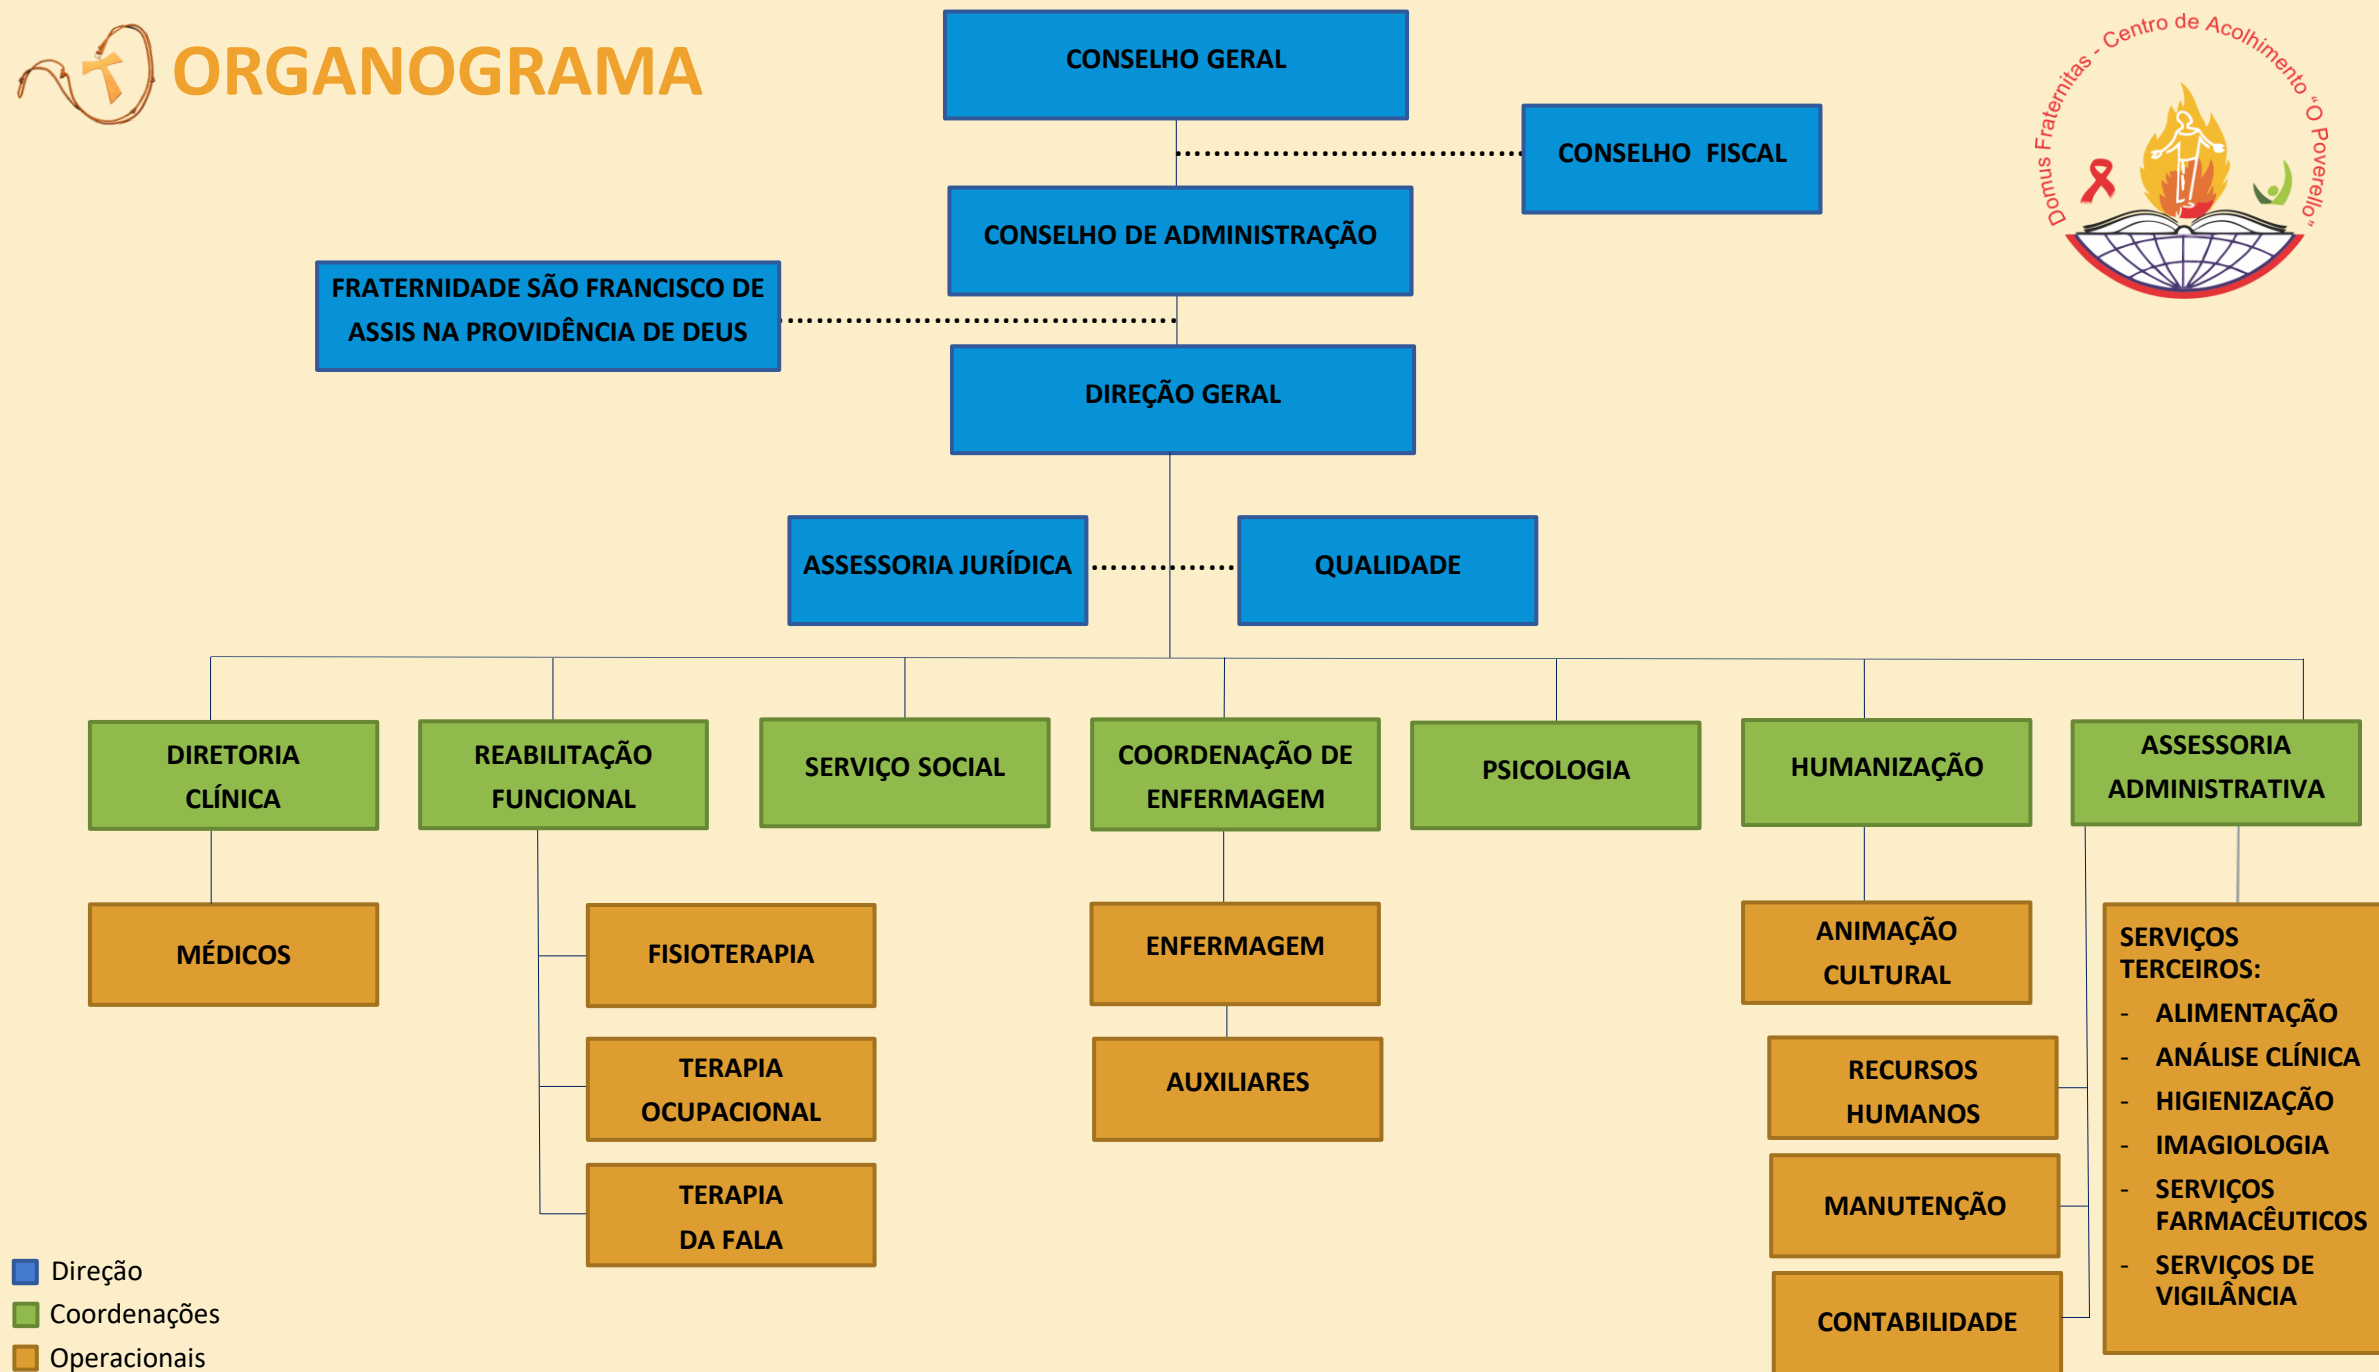 ORGANOGRAMA
Domus Fraternitas - Centro de Acolhimento "O Poverello"
CONSELHO GERAL
CONSELHO FISCAL
CONSELHO DE ADMINISTRAÇÃO
FRATERNIDADE SÃO FRANCISCO DE
ASSIS NA PROVIDÊNCIA DE DEUS
DIREÇÃO GERAL
ASSESSORIA JURÍDICA
QUALIDADE
DIRETORIA
CLÍNICA
REABILITAÇÃO
FUNCIONAL
SERVIÇO SOCIAL
COORDENAÇÃO DE
ENFERMAGEM
PSICOLOGIA
HUMANIZAÇÃO
ASSESSORIA
ADMINISTRATIVA
MÉDICOS
FISIOTERAPIA
TERAPIA
OCUPACIONAL
TERAPIA
DA FALA
ENFERMAGEM
AUXILIARES
ANIMAÇÃO
CULTURAL
RECURSOS
HUMANOS
MANUTENÇÃO
CONTABILIDADE
SERVIÇOS
TERCEIROS:
- ALIMENTAÇÃO
- ANÁLISE CLÍNICA
- HIGIENIZAÇÃO
- IMAGIOLOGIA
- SERVIÇOS
FARMACÊUTICOS
- SERVIÇOS DE
VIGILÂNCIA
Direção
Coordenações
Operacionais